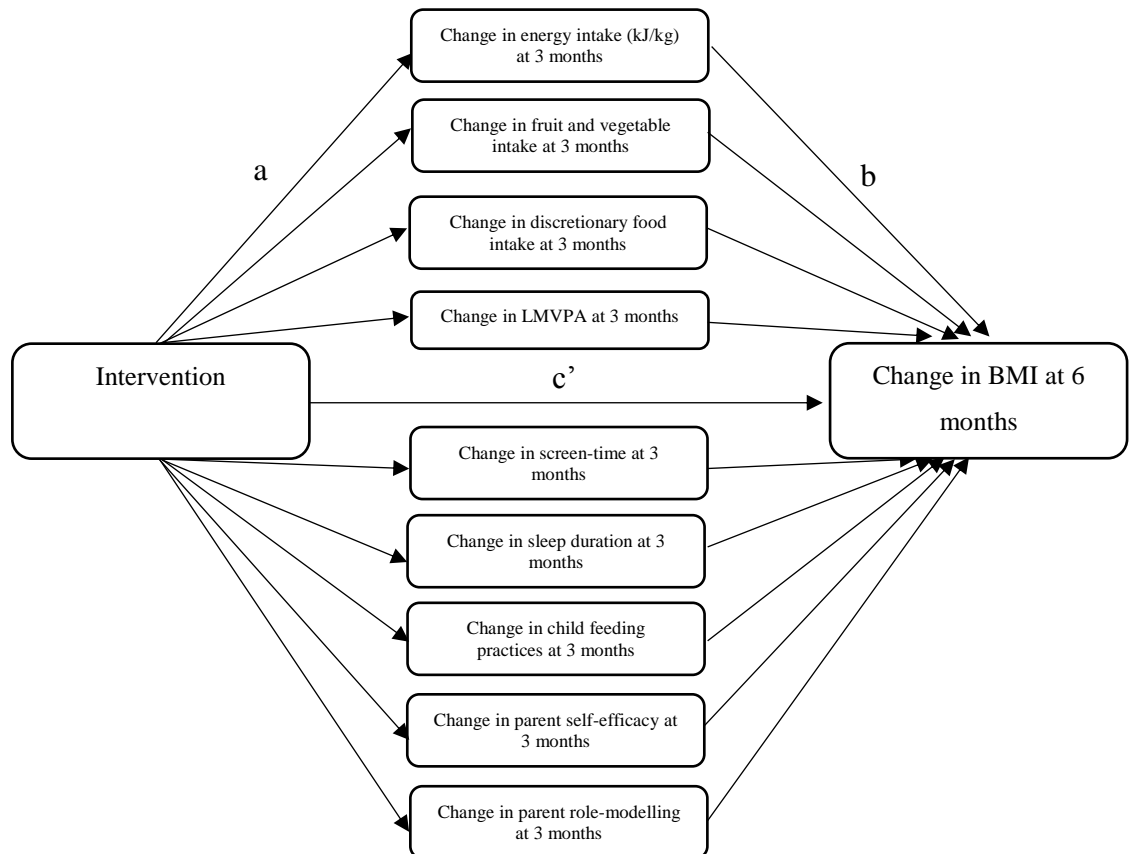 Change in energy intake (kJ/kg)
at 3 months
Change in fruit and vegetable
intake at 3 months
a
b
Change in discretionary food
intake at 3 months
Change in LMVPA at 3 months
Intervention
c’
Change in BMI at 6
months
Change in screen-time at 3
months
Change in sleep duration at 3
months
Change in child feeding
practices at 3 months
Change in parent self-efficacy at
3 months
Change in parent role-modelling
at 3 months